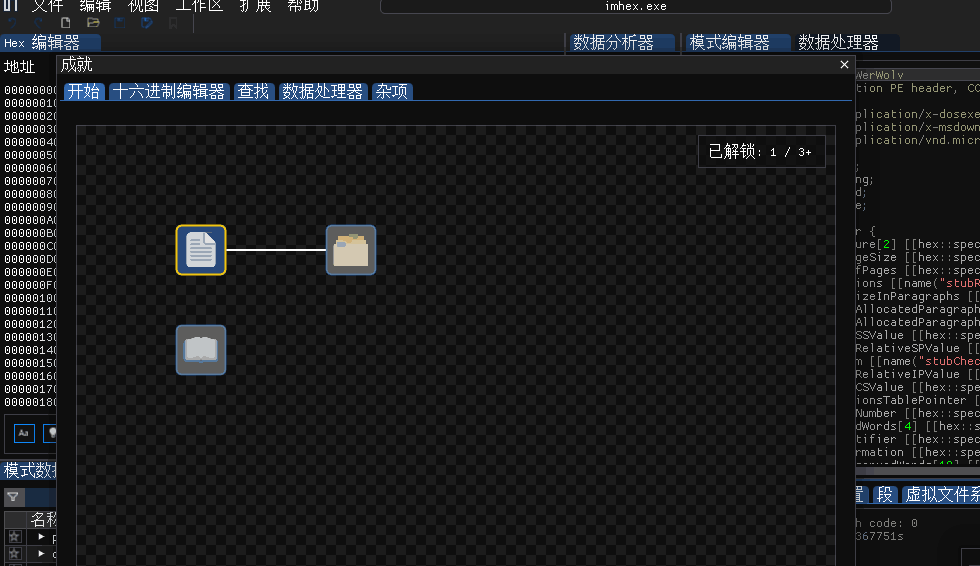 文件 编辑 视图 工作区 扩展 帮助
imhex.exe
Hex 编辑器
数据分析器 模式编辑器 数据处理器
地址
成就
开始 十六进制编辑器 查找 数据处理器 杂项
已解锁: 1 / 3+
00000000
00000010
00000020
00000030
00000040
00000050
00000060
00000070
00000080
00000090
000000A0
000000B0
000000C0
000000D0
000000E0
000000F0
00000100
00000110
00000120
00000130
00000140
00000150
00000160
00000170
00000180
WerWolv
tion PE header, CO
plication/x-dosexe
plication/x-msdown
plication/vnd.micr
;
ng;
d;
e;
r {
ure[2] [[hex::spec
geSize [[hex::spec
fPages [[hex::spec
ions [[name("stubR
izeInParagraphs [[
AllocatedParagraph
AllocatedParagraph
SSValue [[hex::spe
RelativeSPValue [[
m [[name("stubChec
RelativeIPValue [[
CSValue [[hex::spe
ionsTablePointer [
Number [[hex::spec
dWords[4] [[hex::s
tifier [[hex::spec
rmation [[hex::spe
Aa
模式数据
名称
置 段 虚拟文件系
h code: 0
367751s